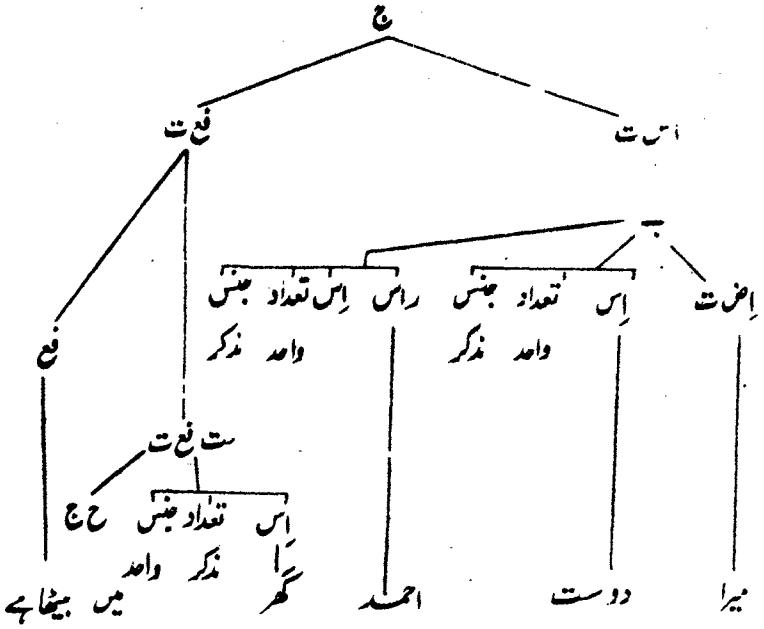 ج
اس ت فع ت
ب
اِض ت اِس تعداد جنس راس اِس تعداد جنس
واحد مذکر واحد مذکر
فع
ست فع ت
اِس تعداد جنس ح ج
مذکر واحد
میرا دوست احمد گھر میں بیٹھا ہے